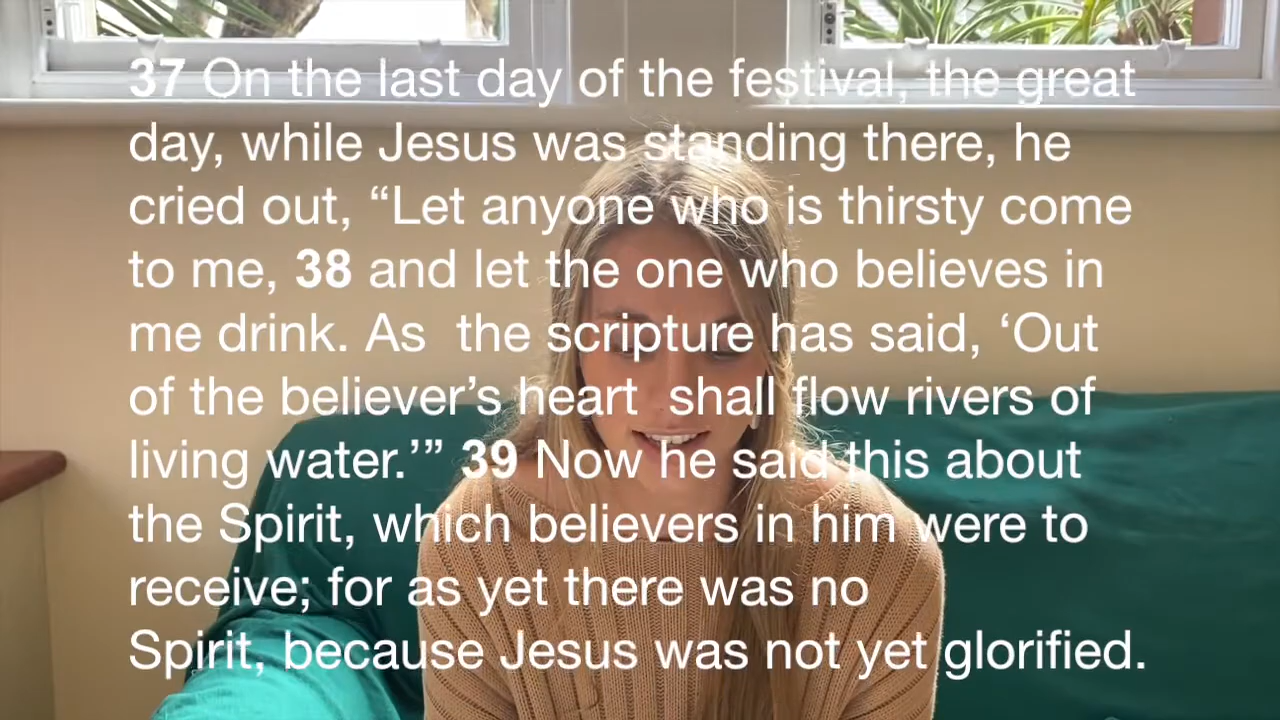 37 On the last day of the festival, the great
day, while Jesus was standing there, he
cried out, “Let anyone who is thirsty come
to me, 38 and let the one who believes in
me drink. As  the scripture has said, ‘Out
of the believer’s heart  shall flow rivers of
living water.’” 39 Now he said this about
the Spirit, which believers in him were to
receive; for as yet there was no
Spirit, because Jesus was not yet glorified.